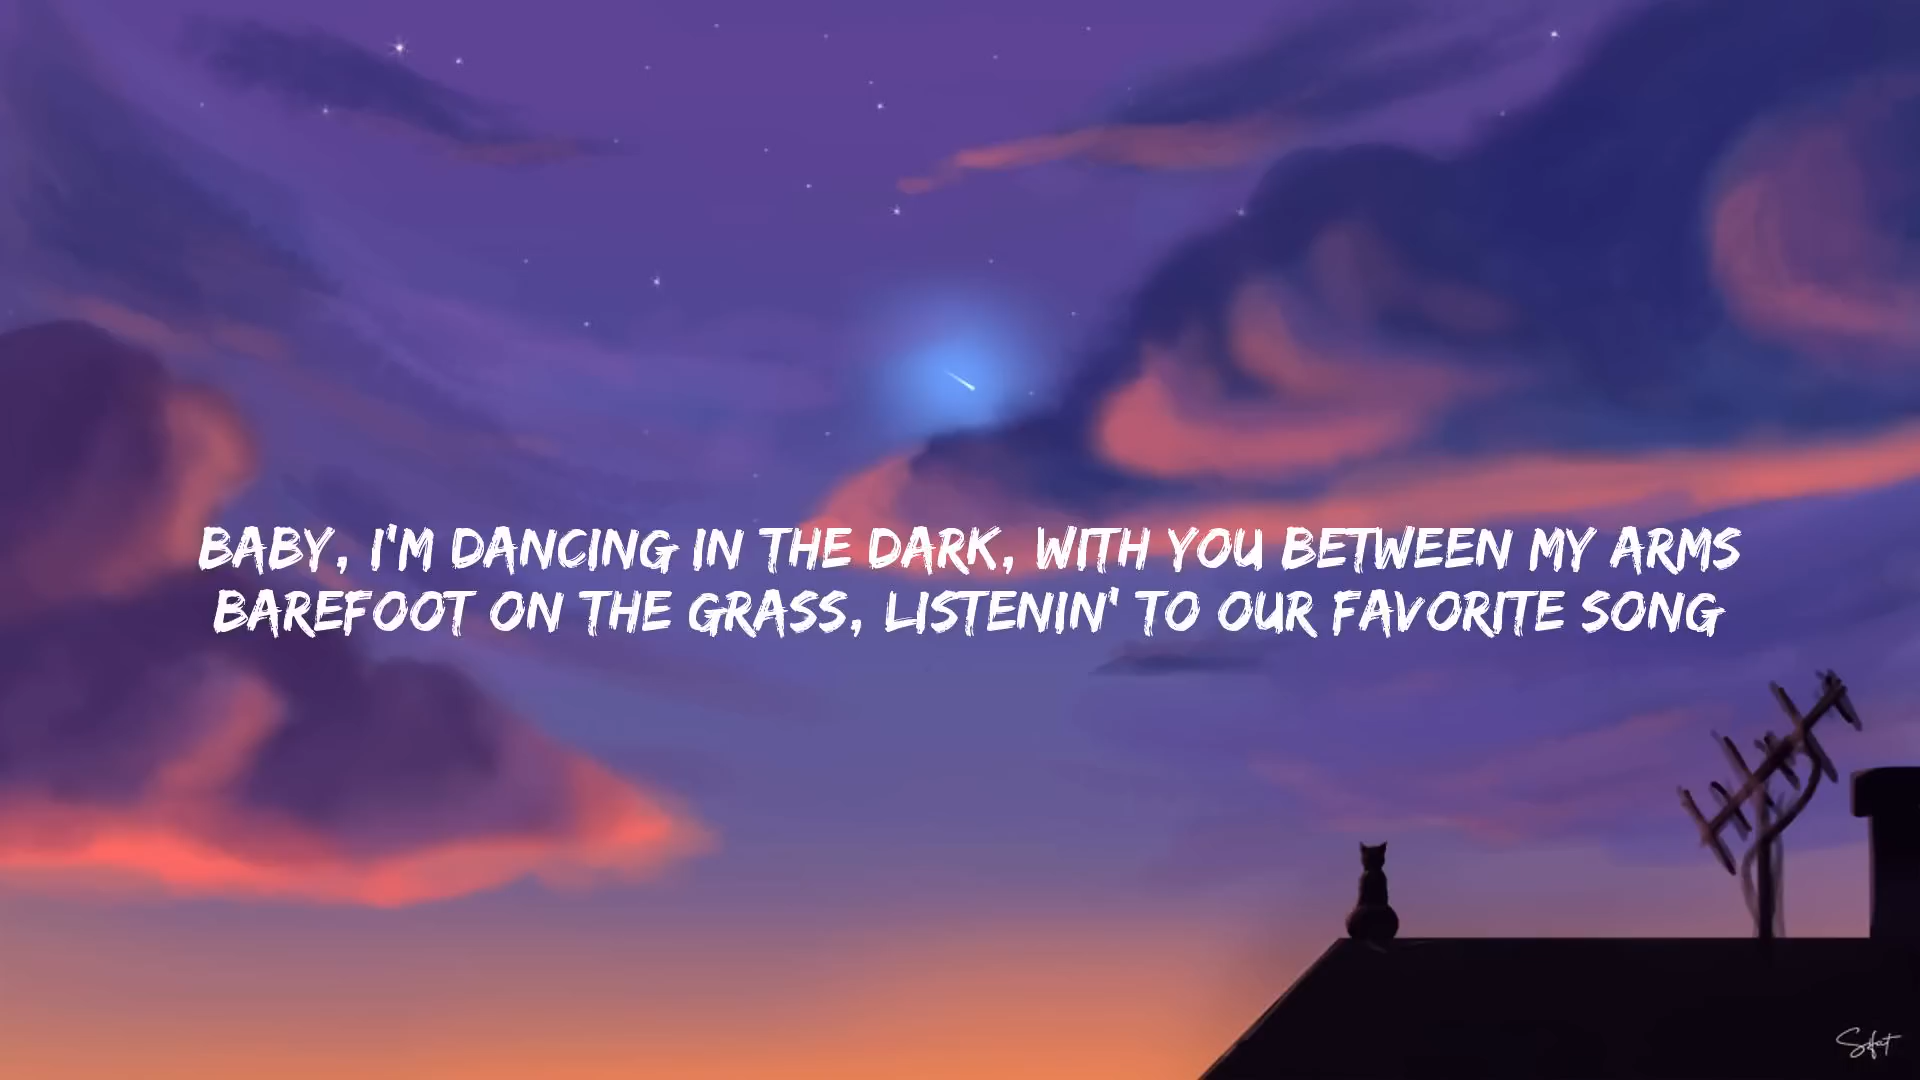 BABY, I'M DANCING IN THE DARK, WITH YOU BETWEEN MY ARMS
BAREFOOT ON THE GRASS, LISTENIN' TO OUR FAVORITE SONG